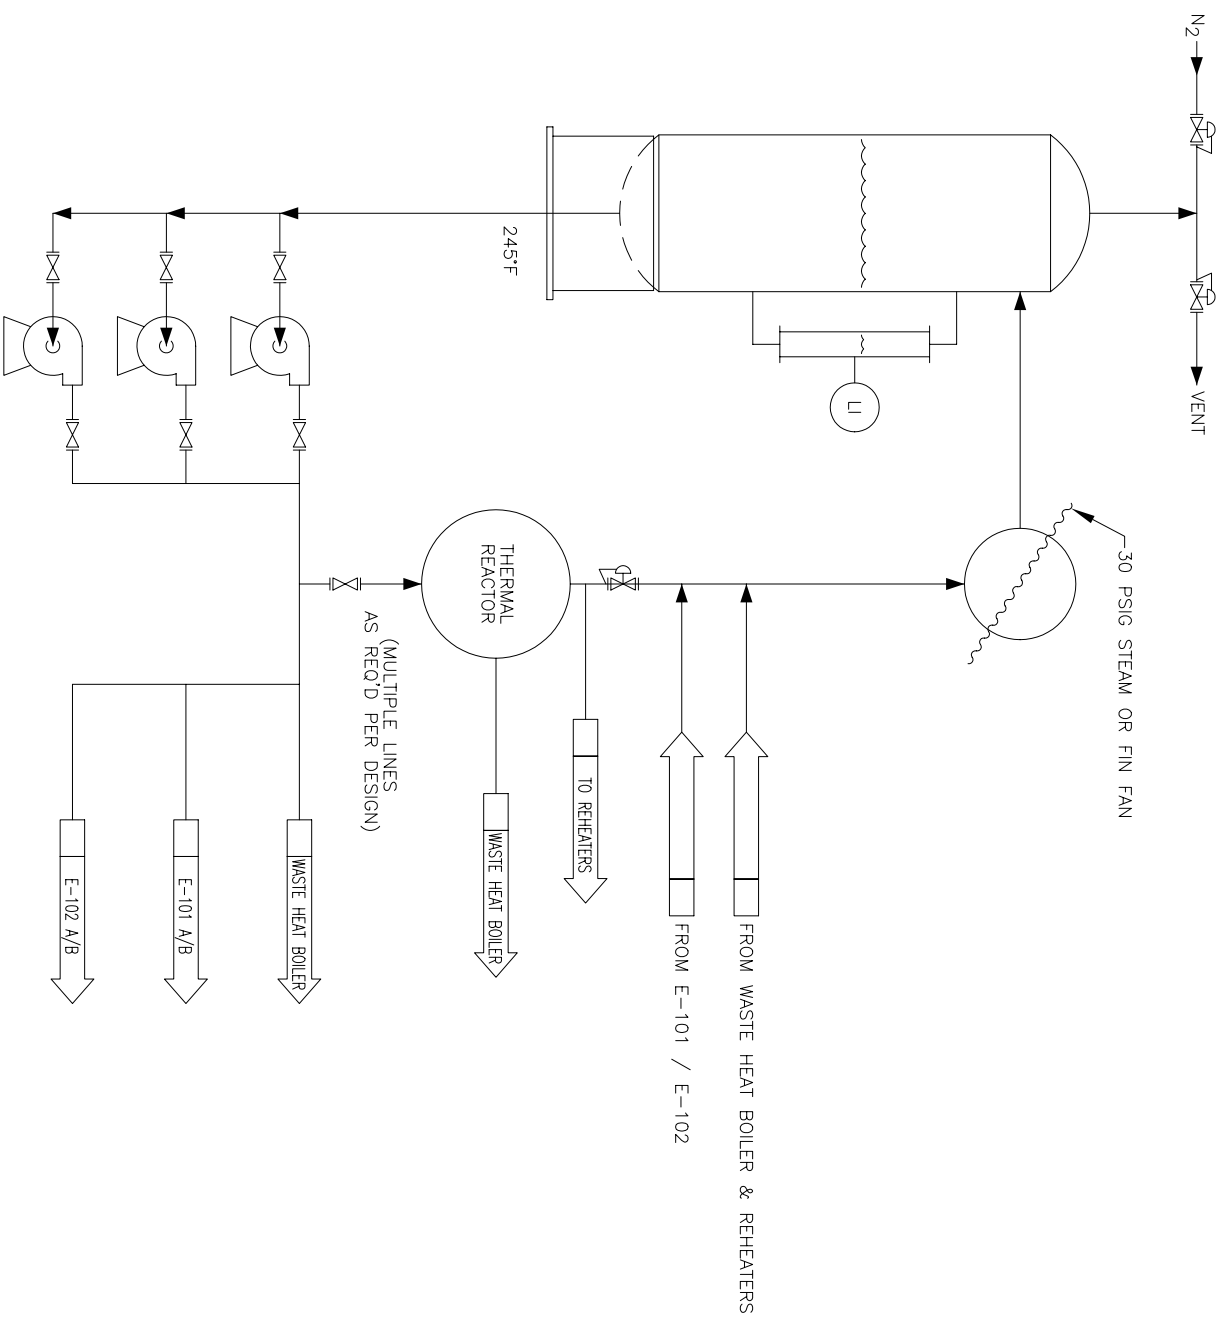 N2
VENT
30 PSIG STEAM OR FIN FAN
LI
245°F
FROM WASTE HEAT BOILER & REHEATERS
FROM E-101 / E-102
TO REHEATERS
THERMAL
REACTOR
WASTE HEAT BOILER
(MULTIPLE LINES
AS REQ'D PER DESIGN)
WASTE HEAT BOILER
E-101 A/B
E-102 A/B